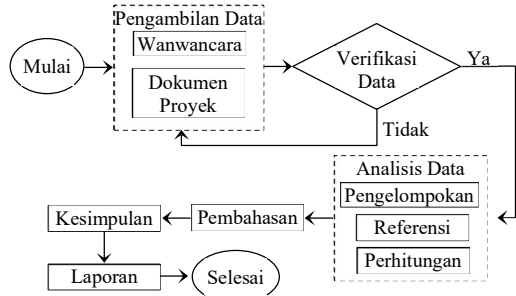 Pengambilan Data
Wanwancara
Mulai
Dokumen
Proyek
Verifikasi
Data
Ya
Tidak
Analisis Data
Pengelompokan
Referensi
Perhitungan
Pembahasan
Kesimpulan
Laporan
Selesai